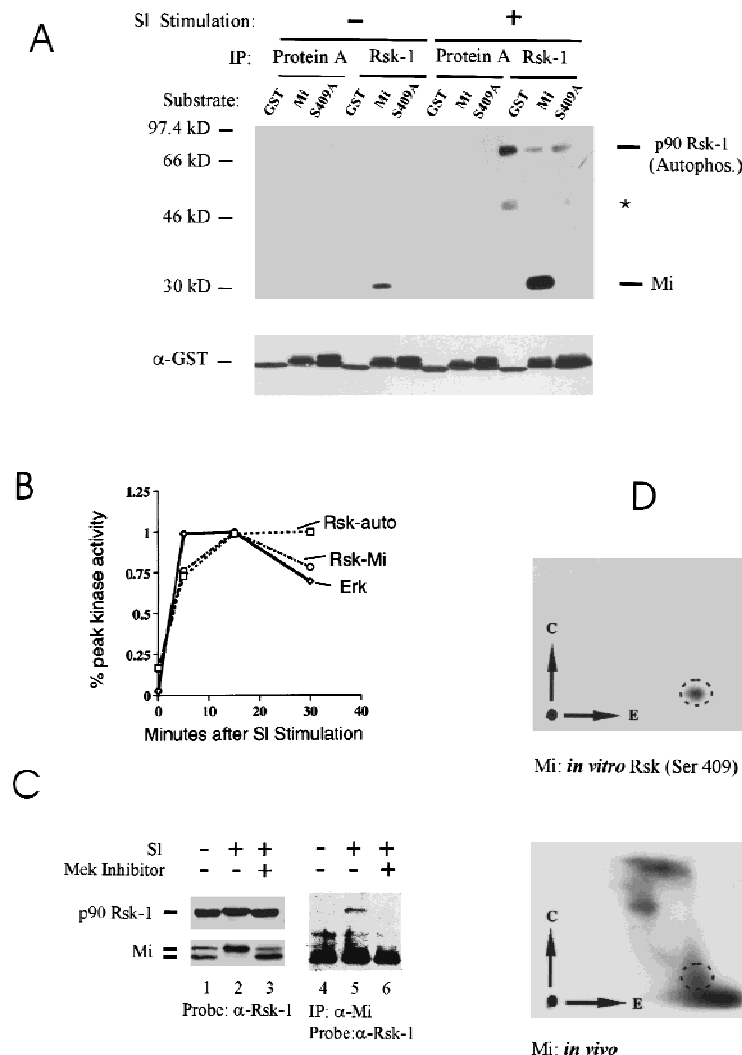 A
Sl Stimulation: – +
IP: Protein A Rsk-1 Protein A Rsk-1
Substrate: GST Mi S409A GST Mi S409A GST Mi S409A GST Mi S409A
97.4 kD –
66 kD –
46 kD –
30 kD –
p90 Rsk-1
(Autophos.)
*
Mi
α-GST –
B
% peak kinase activity
1.25
1
0.75
0.5
0.25
0
0 10 20 30 40
Minutes after Sl Stimulation
Rsk-auto
Rsk-Mi
Erk
C
Sl - + + - + +
Mek Inhibitor - - + - - +
p90 Rsk-1 –
Mi =
1 2 3 4 5 6
Probe: α-Rsk-1
IP: α-Mi
Probe:α-Rsk-1
D
C
E
Mi: in vitro Rsk (Ser 409)
C
E
Mi: in vivo